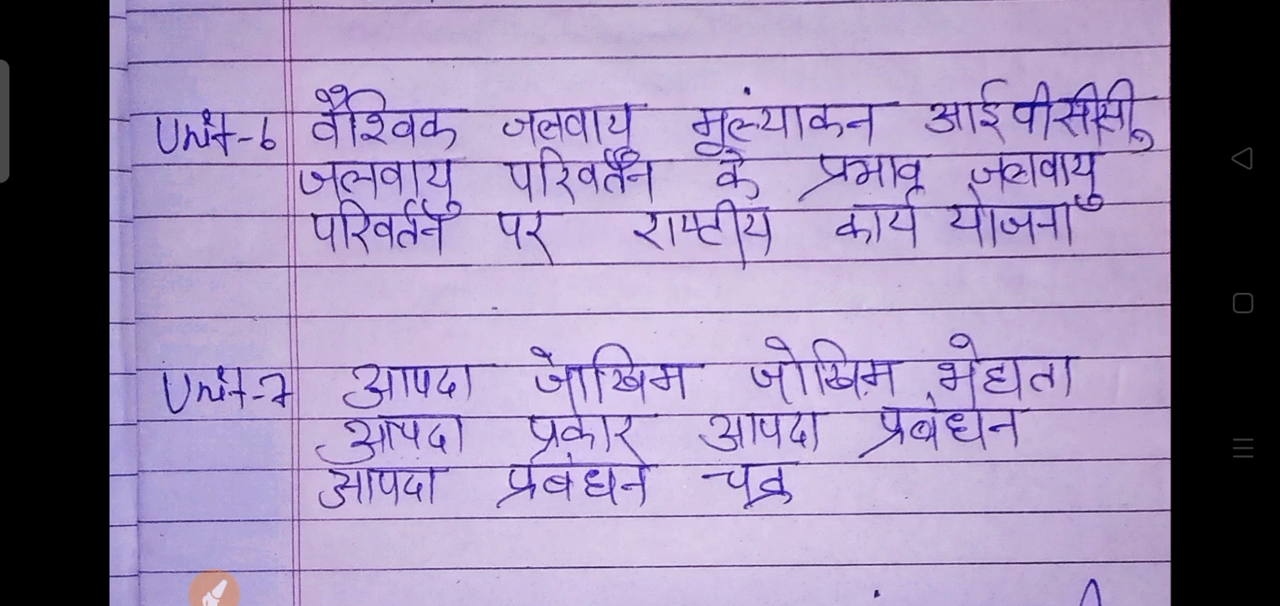 Unit-6 वैश्विक जलवायु मूल्यांकन आईपीसीसी,
जलवायु परिवर्तन के प्रभाव जलवायु
परिवर्तन पर राष्टीय कार्य योजना
Unit-7 आपदा जोखिम जोखिम भेद्यता
आपदा प्रकार आपदा प्रबंधन
आपदा प्रबंधन चक्र